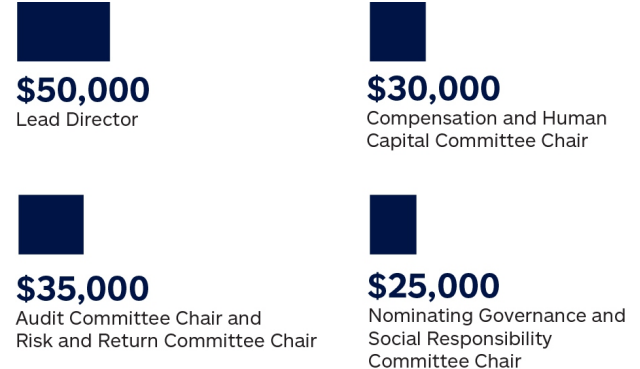 $50,000
Lead Director
$30,000
Compensation and Human
Capital Committee Chair
$35,000
Audit Committee Chair and
Risk and Return Committee Chair
$25,000
Nominating Governance and
Social Responsibility
Committee Chair